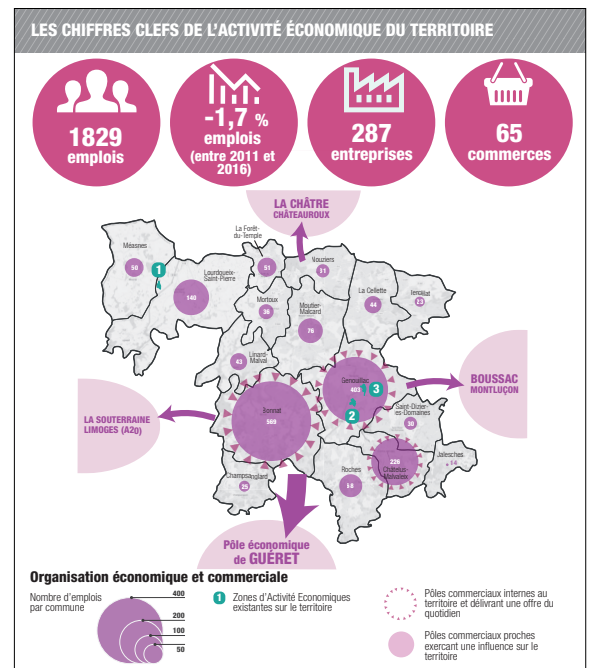 LES CHIFFRES CLEFS DE L'ACTIVITÉ ÉCONOMIQUE DU TERRITOIRE
1829
emplois
-1,7 %
emplois
(entre 2011 et
2016)
287
entreprises
65
commerces
LA CHÂTRE
CHÂTEAUROUX
La Forêt-
du-Temple
Méasnes
50
1
Lourdoueix-
Saint-Pierre
140
51
Nouziers
31
Mortoux
36
Moutier-
Malcard
76
La Cellette
44
Tercillat
23
Linard-
Malval
43
Genouillac
403
3
2
BOUSSAC
MONTLUÇON
LA SOUTERRAINE
LIMOGES (A20)
Bonnat
569
Saint-Dizier-
les-Domaines
30
Jalesches
14
226
Châtelus-
Malvaleix
Champsanglard
25
Roches
58
Pôle économique
de GUÉRET
Organisation économique et commerciale
Nombre d'emplois
par commune
400
200
100
50
1 Zones d'Activité Economiques
existantes sur le territoire
Pôles commerciaux internes au
territoire et délivrant une offre du
quotidien
Pôles commerciaux proches
exercant une influence sur le
territoire